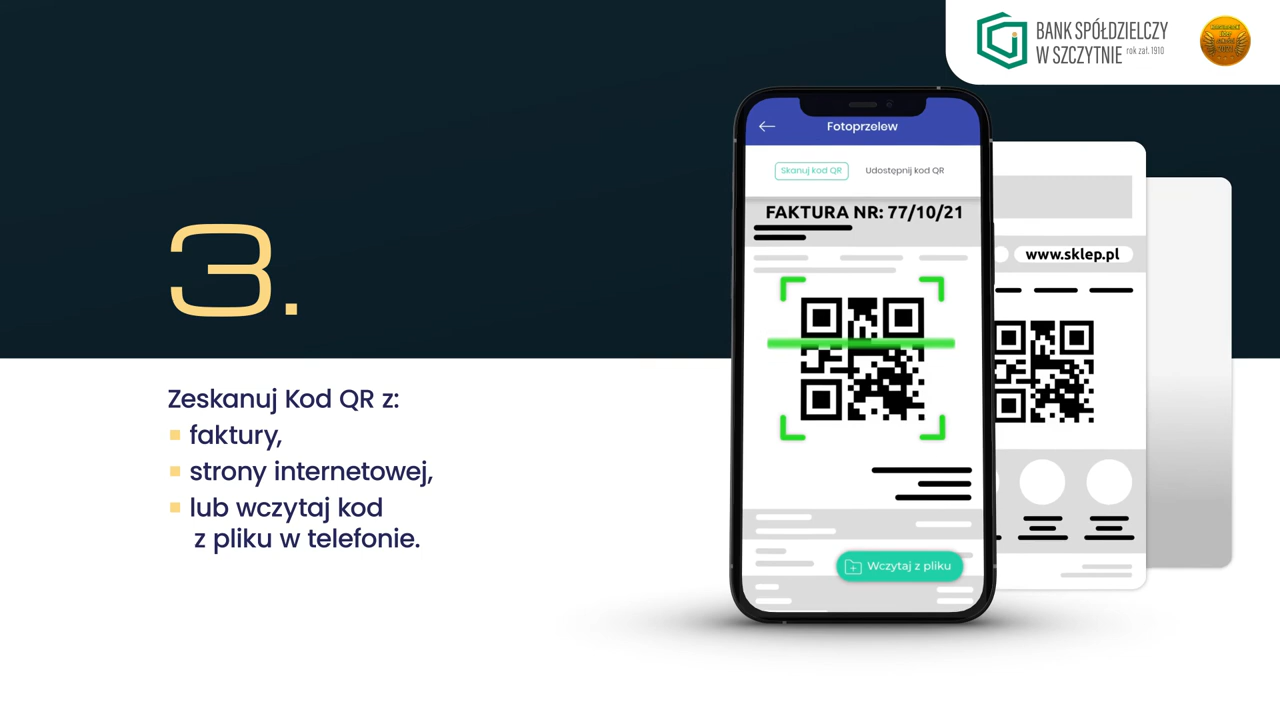 BANK SPÓŁDZIELCZY
W SZCZYTNIE rok zał. 1910
Fotoprzelew
Skanuj kod QR
Udostępnij kod QR
FAKTURA NR: 77/10/21
www.sklep.pl
3.
Zeskanuj Kod QR z:
faktury,
strony internetowej,
lub wczytaj kod
z pliku w telefonie.
Wczytaj z pliku